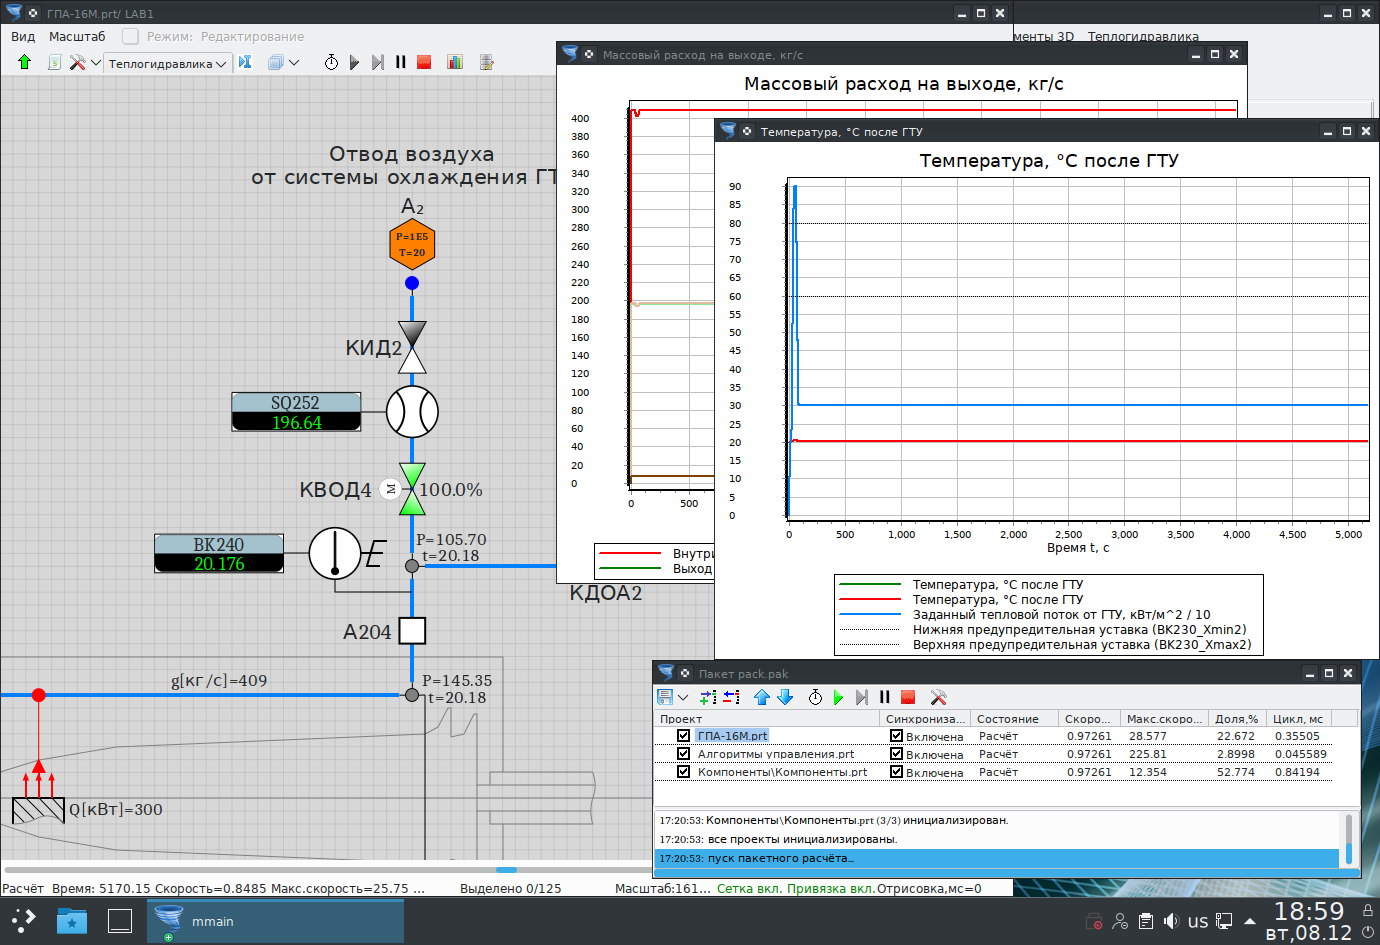 ГПА-16М.prt/ LAB1
Вид Масштаб Режим: Редактирование
Теплогидравлика
Отвод воздуха
от системы охлаждения ГТ
A₂
P=1E5
T=20
КИД2
SQ252
196.64
КВОД4
M
100.0%
BK240
20.176
P=105.70
t=20.18
КДОА2
А204
g[кг/с]=409
P=145.35
t=20.18
Q[кВт]=300
Расчёт Время: 5170.15 Скорость=0.8485 Макс.скорость=25.75 ... Выделено 0/125 Масштаб:161... Сетка вкл. Привязка вкл. Отрисовка,мс=0
менты 3D Теплогидравлика
Массовый расход на выходе, кг/с
Массовый расход на выходе, кг/с
400
380
360
340
320
300
280
260
240
220
200
180
160
140
120
100
80
60
40
20
0
0 500
Внутри
Выход
Температура, °C после ГТУ
Температура, °C после ГТУ
90
85
80
75
70
65
60
55
50
45
40
35
30
25
20
15
10
5
0
0 500 1,000 1,500 2,000 2,500 3,000 3,500 4,000 4,500 5,000
Время t, с
Температура, °C после ГТУ
Температура, °C после ГТУ
Заданный тепловой поток от ГТУ, кВт/м^2 / 10
Нижняя предупредительная уставка (BK230_Xmin2)
Верхняя предупредительная уставка (BK230_Xmax2)
Пакет pack.pak
Проект Синхрониза... Состояние Скоро... Макс.скоро... Доля,% Цикл, мс
ГПА-16М.prt Включена Расчёт 0.97261 28.577 22.672 0.35505
Алгоритмы управления.prt Включена Расчёт 0.97261 225.81 2.8998 0.045589
Компоненты\Компоненты.prt Включена Расчёт 0.97261 12.354 52.774 0.84194
17:20:53: Компоненты\Компоненты.prt (3/3) инициализирован.
17:20:53: все проекты инициализированы.
17:20:53: пуск пакетного расчёта...
mmain
us
18:59
вт,08.12